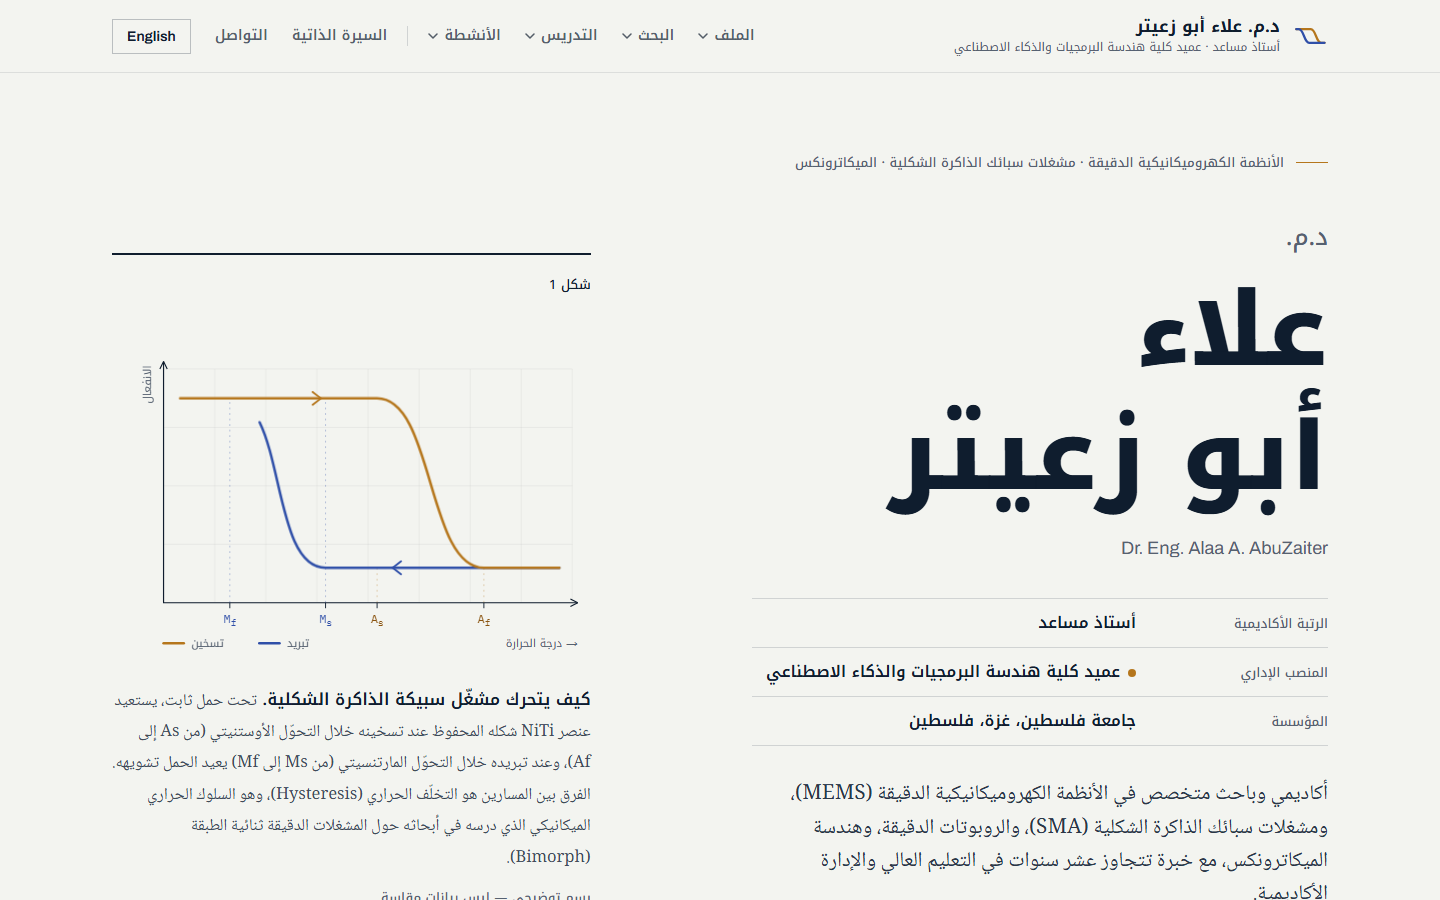 د.م. علاء أبو زعيتر
أستاذ مساعد · عميد كلية هندسة البرمجيات والذكاء الاصطناعي
الملف
البحث
التدريس
الأنشطة
السيرة الذاتية
التواصل
English
الأنظمة الكهروميكانيكية الدقيقة · مشغلات سبائك الذاكرة الشكلية · الميكاترونكس
د.م.
علاء
أبو زعيتر
Dr. Eng. Alaa A. AbuZaiter
الرتبة الأكاديمية
أستاذ مساعد
المنصب الإداري
عميد كلية هندسة البرمجيات والذكاء الاصطناعي
المؤسسة
جامعة فلسطين، غزة، فلسطين
أكاديمي وباحث متخصص في الأنظمة الكهروميكانيكية الدقيقة (MEMS)،
ومشغلات سبائك الذاكرة الشكلية (SMA)، والروبوتات الدقيقة، وهندسة
الميكاترونكس، مع خبرة تتجاوز عشر سنوات في التعليم العالي والإدارة
الأكاديمية.
شكل 1
الانفعال
Mf
Ms
As
Af
تسخين
تبريد
درجة الحرارة →
كيف يتحرك مشغّل سبيكة الذاكرة الشكلية. تحت حمل ثابت، يستعيد
عنصر NiTi شكله المحفوظ عند تسخينه خلال التحوّل الأوستنيتي (من As إلى
Af)، وعند تبريده خلال التحوّل المارتنسيتي (من Ms إلى Mf) يعيد الحمل تشويهه.
الفرق بين المسارين هو التخلّف الحراري (Hysteresis)، وهو السلوك الحراري
الميكانيكي الذي درسه في أبحاثه حول المشغلات الدقيقة ثنائية الطبقة
(Bimorph).
رسم توضيحي — ليس بيانات مقاسة